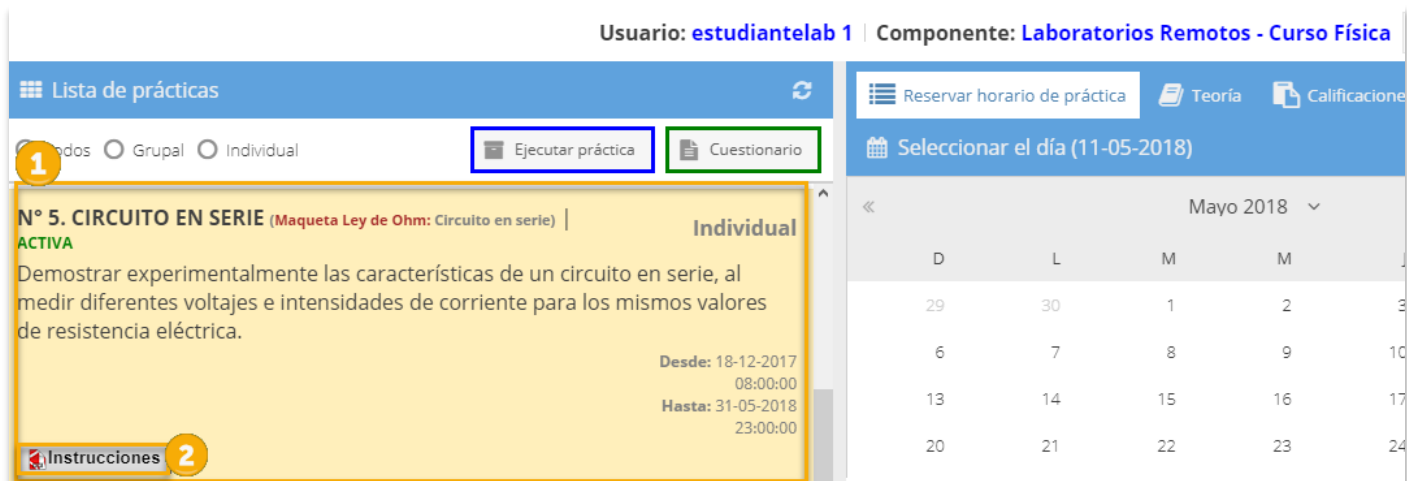 Usuario: estudiantelab 1 | Componente: Laboratorios Remotos - Curso Física
Lista de prácticas
Grupal Individual
Ejecutar práctica
Cuestionario
1
N° 5. CIRCUITO EN SERIE (Maqueta Ley de Ohm: Circuito en serie) |
ACTIVA
Individual
Demostrar experimentalmente las características de un circuito en serie, al
medir diferentes voltajes e intensidades de corriente para los mismos valores
de resistencia eléctrica.
Desde: 18-12-2017
08:00:00
Hasta: 31-05-2018
23:00:00
Instrucciones 2
Reservar horario de práctica
Teoría
Calificacione
Seleccionar el día (11-05-2018)
« Mayo 2018
D L M M
29 30 1 2
6 7 8 9 10
13 14 15 16 17
20 21 22 23 24